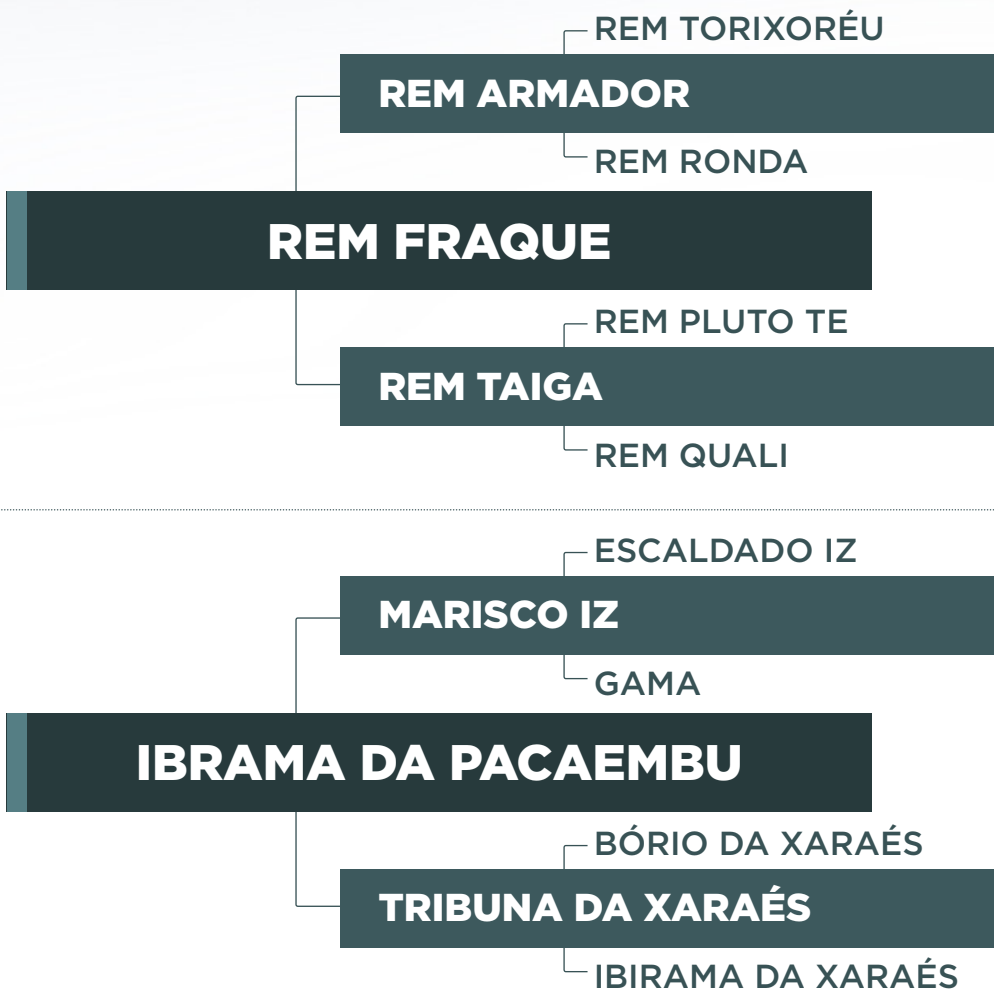 REM TORIXORÉU
REM ARMADOR
REM RONDA
REM FRAQUE
REM PLUTO TE
REM TAIGA
REM QUALI
ESCALDADO IZ
MARISCO IZ
GAMA
IBRAMA DA PACAEMBU
BÓRIO DA XARAÉS
TRIBUNA DA XARAÉS
IBIRAMA DA XARAÉS